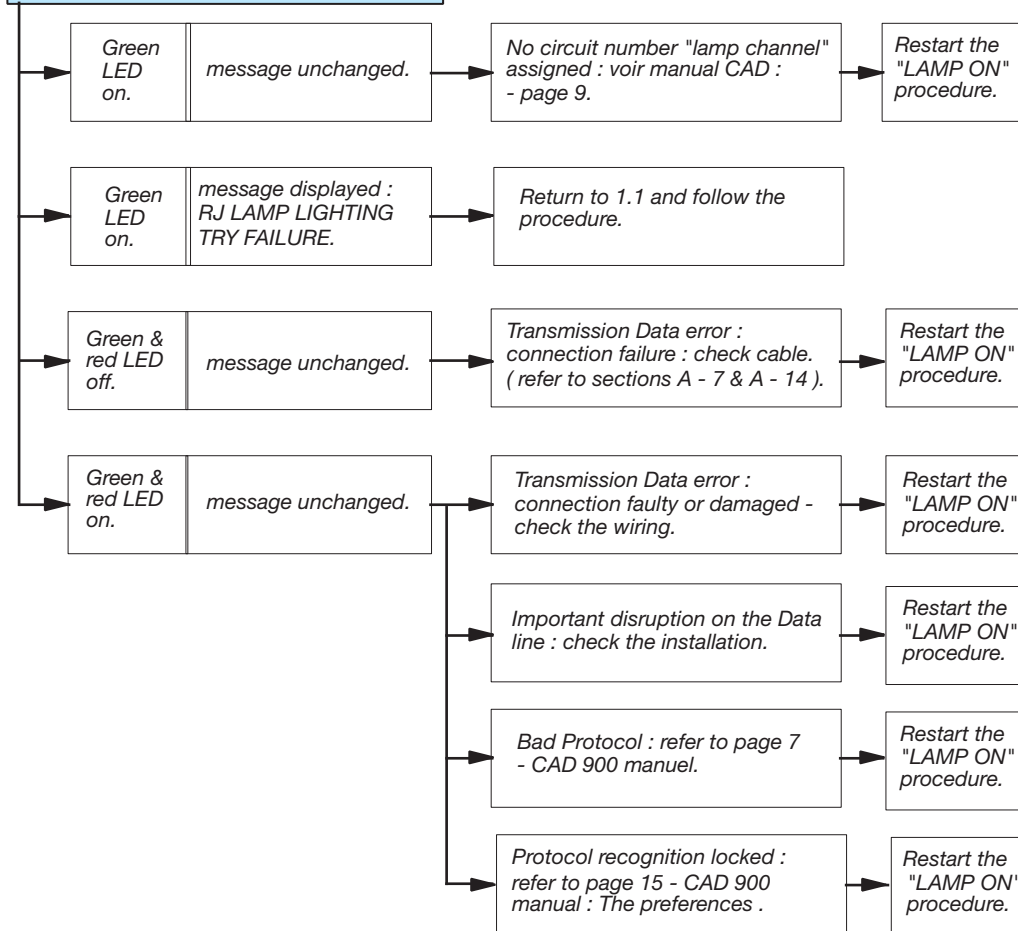 Green
LED
on.
message unchanged.
No circuit number "lamp channel"
assigned : voir manual CAD :
- page 9.
Restart the
"LAMP ON"
procedure.
Green
LED
on.
message displayed :
RJ LAMP LIGHTING
TRY FAILURE.
Return to 1.1 and follow the
procedure.
Green &
red LED
off.
message unchanged.
Transmission Data error :
connection failure : check cable.
( refer to sections A - 7 & A - 14 ).
Restart the
"LAMP ON"
procedure.
Green &
red LED
on.
message unchanged.
Transmission Data error :
connection faulty or damaged -
check the wiring.
Restart the
"LAMP ON"
procedure.
Important disruption on the Data
line : check the installation.
Restart the
"LAMP ON"
procedure.
Bad Protocol : refer to page 7
- CAD 900 manuel.
Restart the
"LAMP ON"
procedure.
Protocol recognition locked :
refer to page 15 - CAD 900
manual : The preferences .
Restart the
"LAMP ON"
procedure.